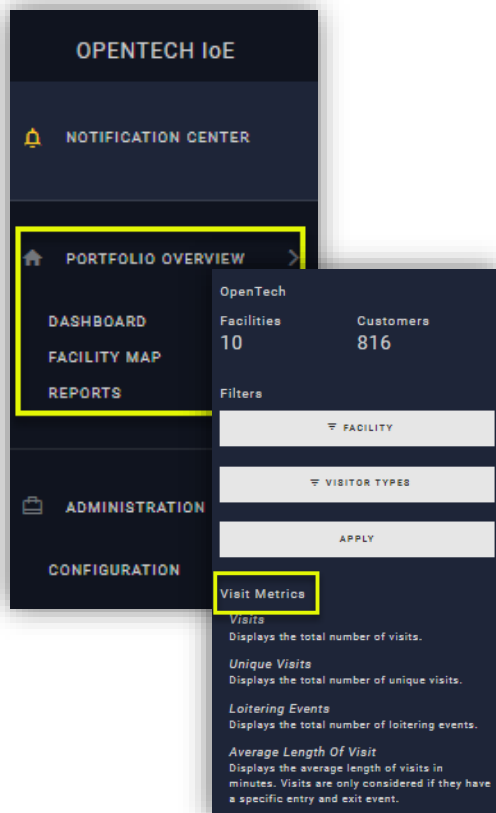 OPENTECH IoE
NOTIFICATION CENTER
PORTFOLIO OVERVIEW
DASHBOARD
FACILITY MAP
REPORTS
ADMINISTRATION
CONFIGURATION
OpenTech
Facilities
10
Customers
816
Filters
FACILITY
VISITOR TYPES
APPLY
Visit Metrics
Visits
Displays the total number of visits.
Unique Visits
Displays the total number of unique visits.
Loitering Events
Displays the total number of loitering events.
Average Length Of Visit
Displays the average length of visits in
minutes. Visits are only considered if they have
a specific entry and exit event.